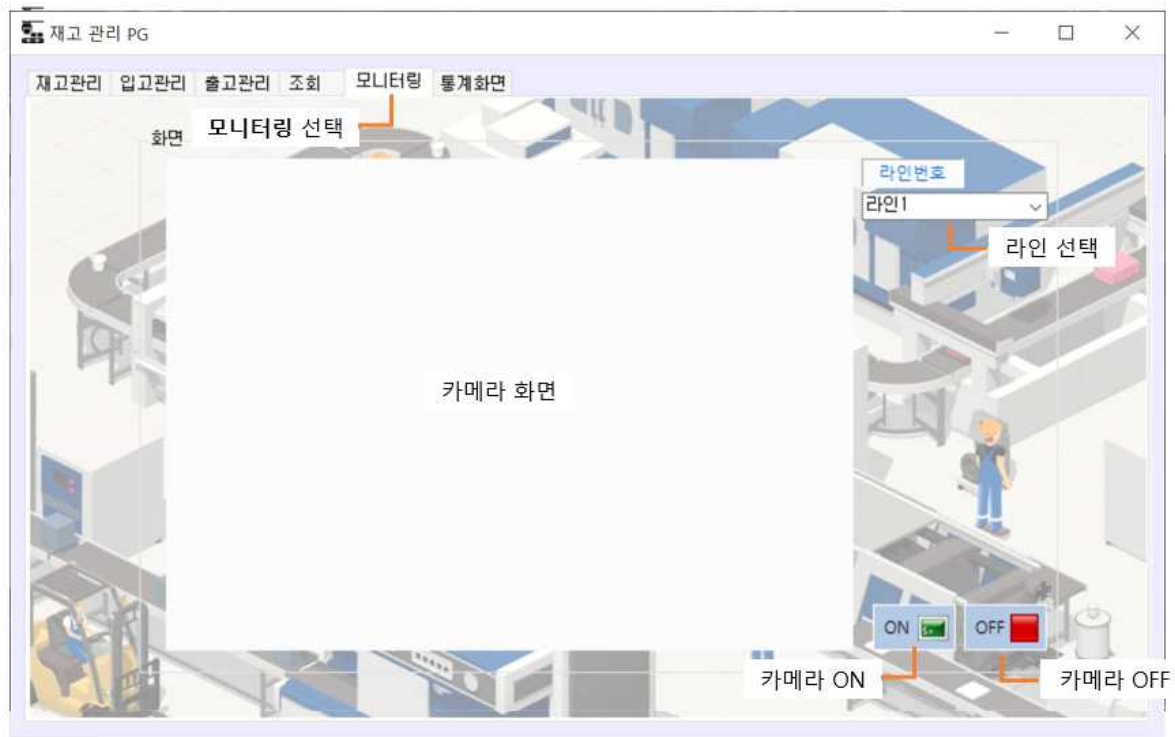 재고 관리 PG
재고관리 입고관리 출고관리 조회 모니터링 통계화면
모니터링 선택
화면
라인번호
라인1
라인 선택
카메라 화면
ON OFF
카메라 ON 카메라 OFF